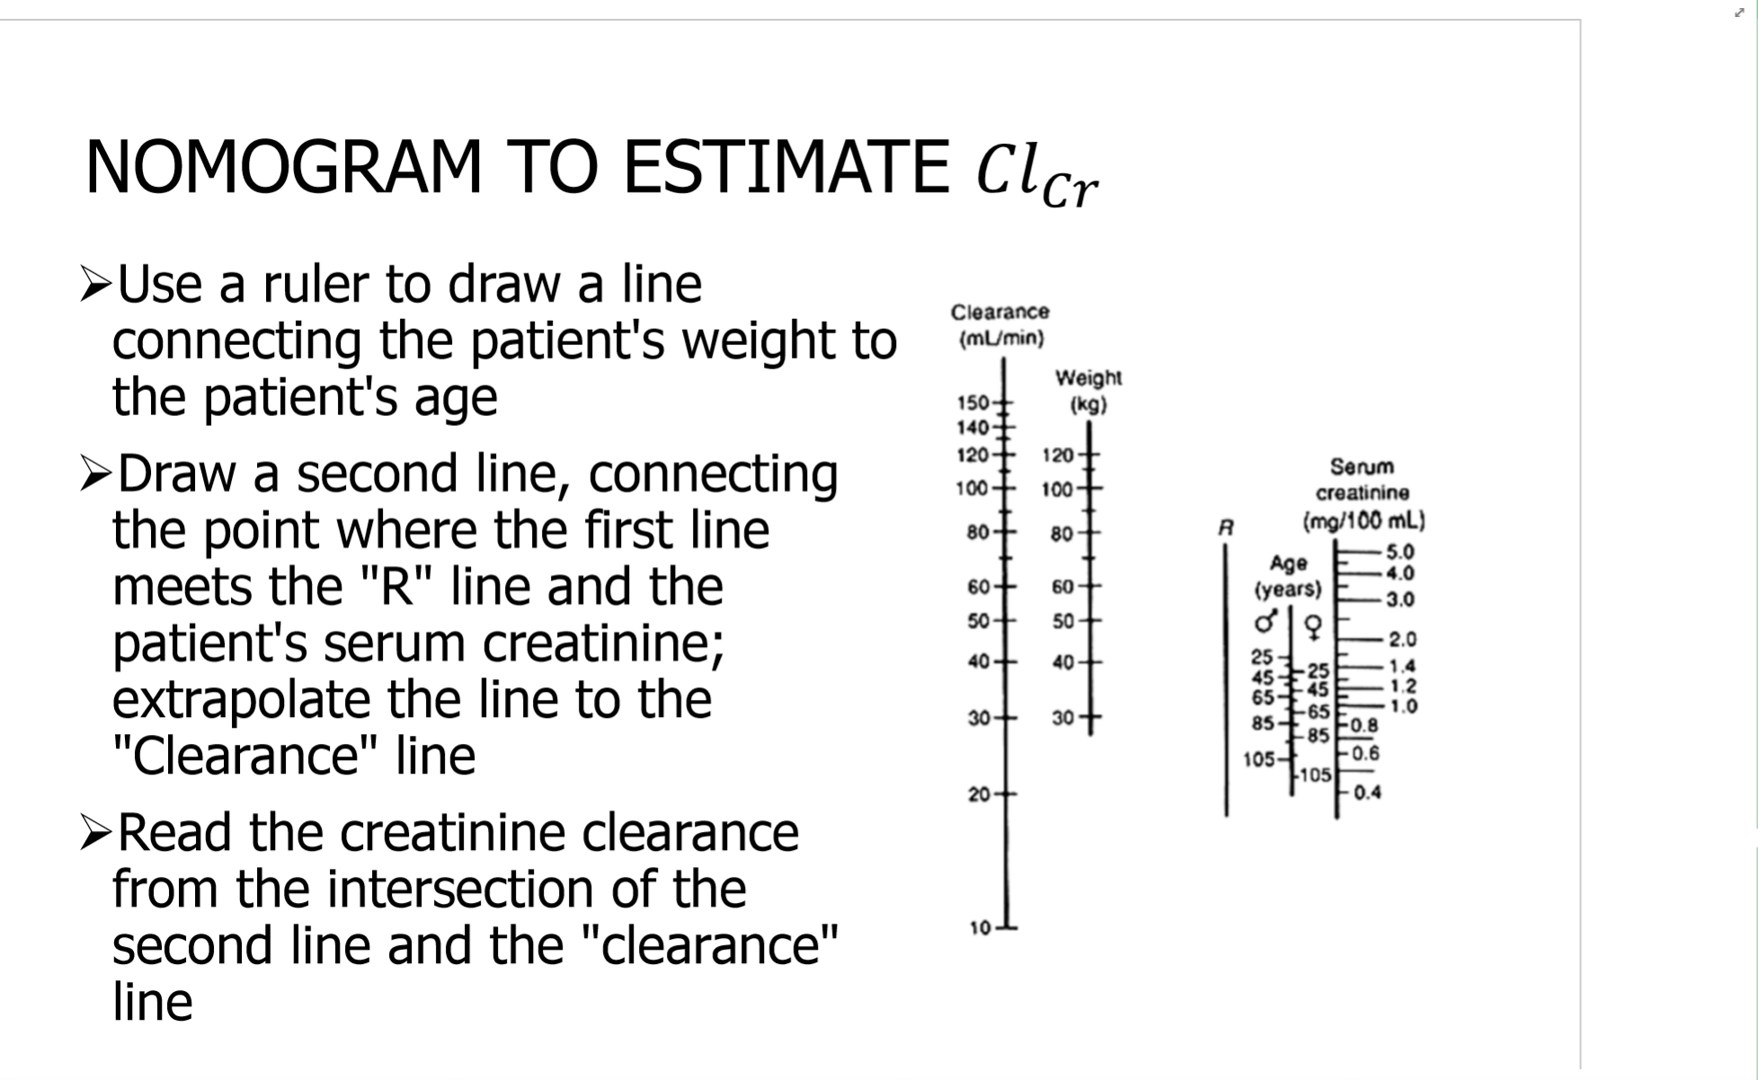 NOMOGRAM TO ESTIMATE Cl_Cr
➢Use a ruler to draw a line
connecting the patient's weight to
the patient's age
➢Draw a second line, connecting
the point where the first line
meets the "R" line and the
patient's serum creatinine;
extrapolate the line to the
"Clearance" line
➢Read the creatinine clearance
from the intersection of the
second line and the "clearance"
line
Clearance
(mL/min)
150
140
120
100
80
60
50
40
30
20
10
Weight
(kg)
120
100
80
60
50
40
30
R
Age
(years)
♂ ♀
25
45
65
85
105
25
45
65
85
105
Serum
creatinine
(mg/100 mL)
5.0
4.0
3.0
2.0
1.4
1.2
1.0
0.8
0.6
0.4